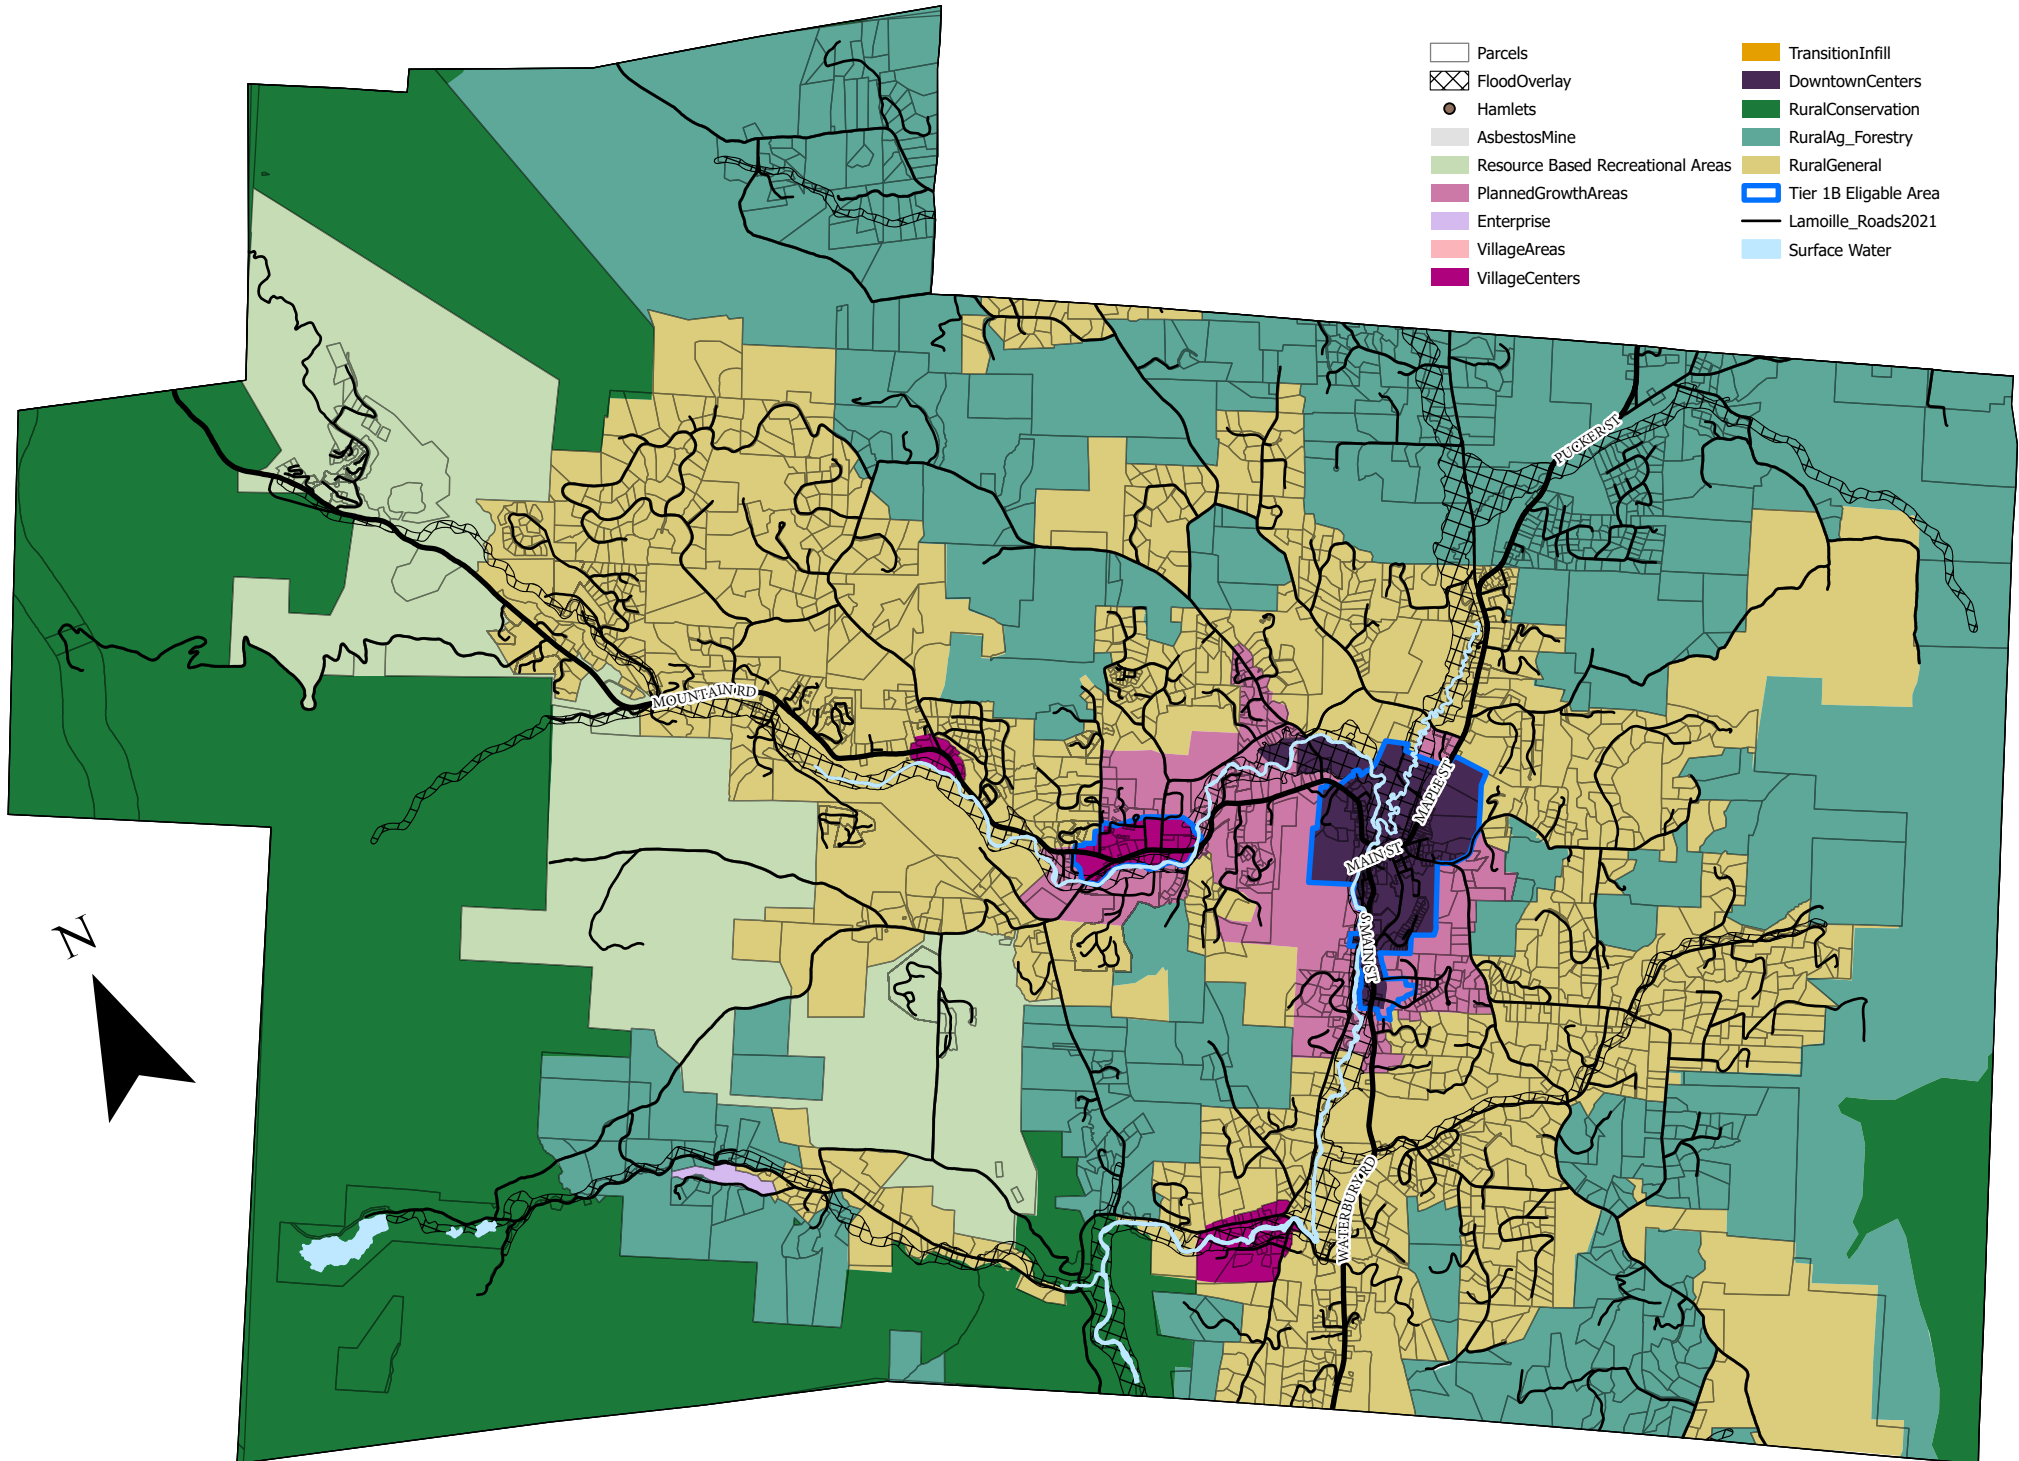 Parcels
FloodOverlay
Hamlets
AsbestosMine
Resource Based Recreational Areas
PlannedGrowthAreas
Enterprise
VillageAreas
VillageCenters
TransitionInfill
DowntownCenters
RuralConservation
RuralAg_Forestry
RuralGeneral
Tier 1B Eligable Area
Lamoille_Roads2021
Surface Water
PUCKER ST
MOUNTAIN RD
MAPLE ST
MAIN ST
S MAIN ST
WATERBURY RD
N